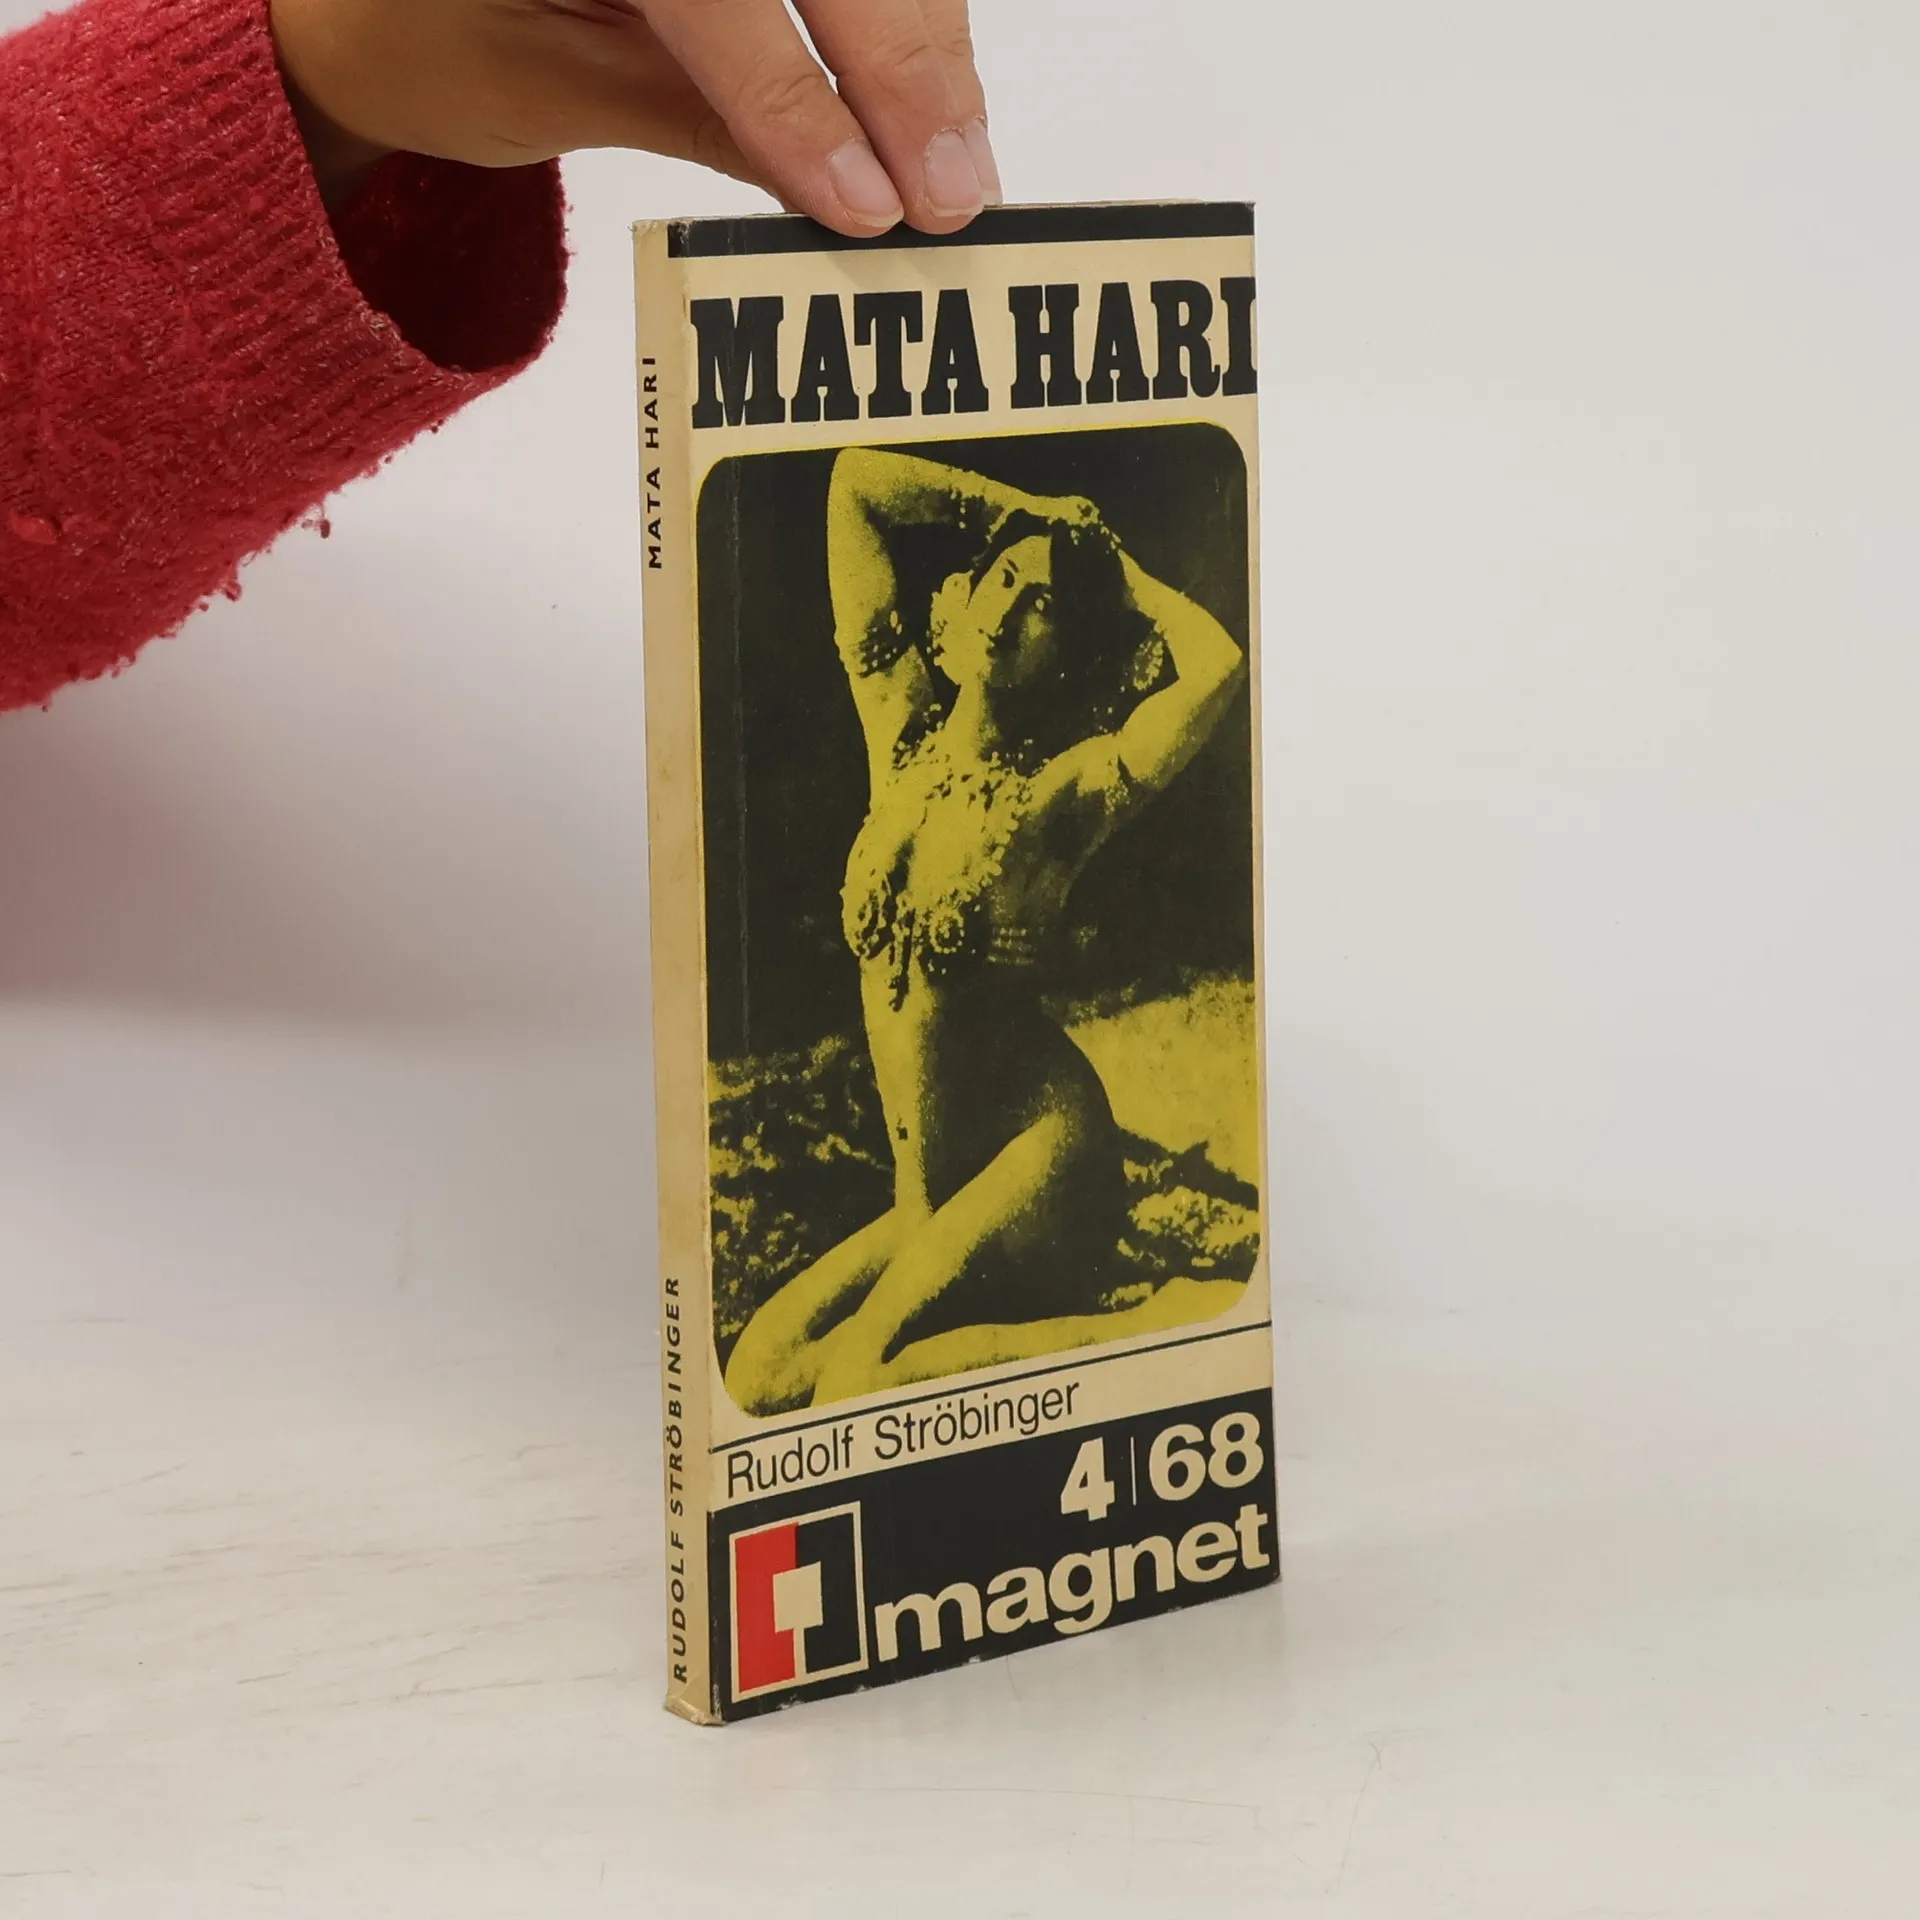 MATA HARI
RUDOLF STRÖBINGER
MATA HARI
Rudolf Ströbinger
4|68
magnet